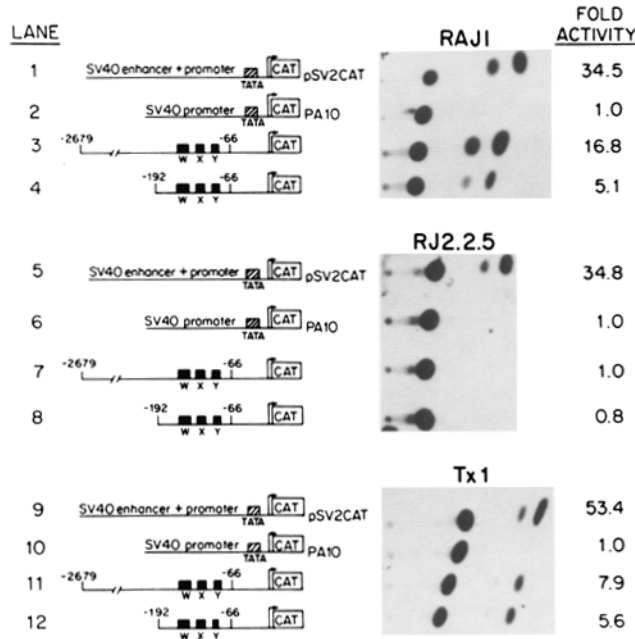 LANE
FOLD ACTIVITY
RAJI
1 SV40 enhancer + promoter TATA CAT pSV2CAT 34.5
2 SV40 promoter TATA CAT PA10 1.0
3 -2679 W X Y -66 CAT 16.8
4 -192 W X Y -66 CAT 5.1
RJ2.2.5
5 SV40 enhancer + promoter TATA CAT pSV2CAT 34.8
6 SV40 promoter TATA CAT PA10 1.0
7 -2679 W X Y -66 CAT 1.0
8 -192 W X Y -66 CAT 0.8
Tx1
9 SV40 enhancer + promoter TATA CAT pSV2CAT 53.4
10 SV40 promoter TATA CAT PA10 1.0
11 -2679 W X Y -66 CAT 7.9
12 -192 W X Y -66 CAT 5.6